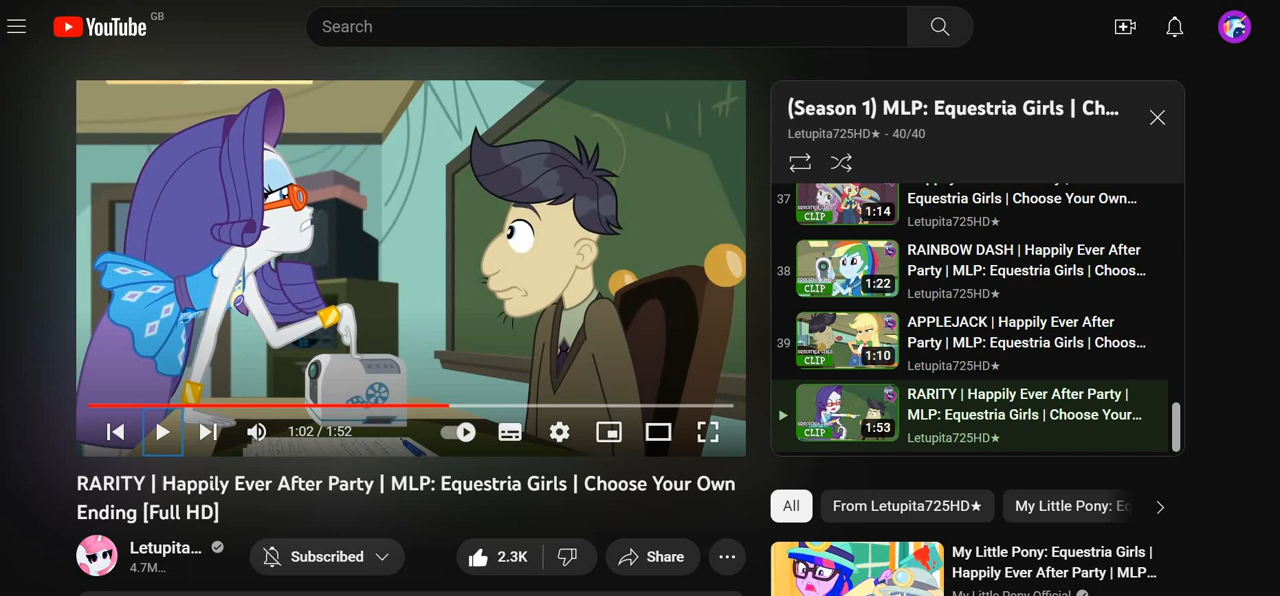 YouTube GB
Search
(Season 1) MLP: Equestria Girls | Ch...
Letupita725HD★ - 40/40
37
CLIP
1:14
Equestria Girls | Choose Your Own...
Letupita725HD★
38
CLIP
1:22
RAINBOW DASH | Happily Ever After
Party | MLP: Equestria Girls | Choos...
Letupita725HD★
39
CLIP
1:10
APPLEJACK | Happily Ever After
Party | MLP: Equestria Girls | Choos...
Letupita725HD★
CLIP
1:53
RARITY | Happily Ever After Party |
MLP: Equestria Girls | Choose Your...
Letupita725HD★
1:02 / 1:52
RARITY | Happily Ever After Party | MLP: Equestria Girls | Choose Your Own
Ending [Full HD]
Letupita...
4.7M...
Subscribed
2.3K
Share
All
From Letupita725HD★
My Little Pony: Eq
My Little Pony: Equestria Girls |
Happily Ever After Party | MLP...
My Little Pony Official